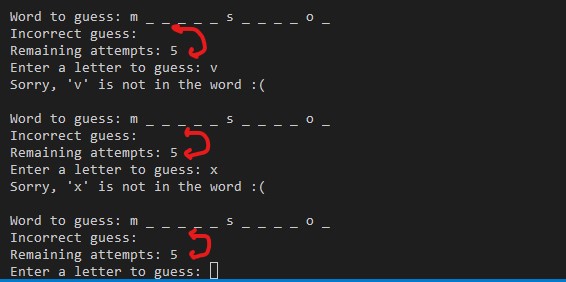 Word to guess: m _ _ _ _ _ s _ _ _ _ o _
Incorrect guess:
Remaining attempts: 5
Enter a letter to guess: v
Sorry, 'v' is not in the word :(
Word to guess: m _ _ _ _ _ s _ _ _ _ o _
Incorrect guess:
Remaining attempts: 5
Enter a letter to guess: x
Sorry, 'x' is not in the word :(
Word to guess: m _ _ _ _ _ s _ _ _ _ o _
Incorrect guess:
Remaining attempts: 5
Enter a letter to guess: